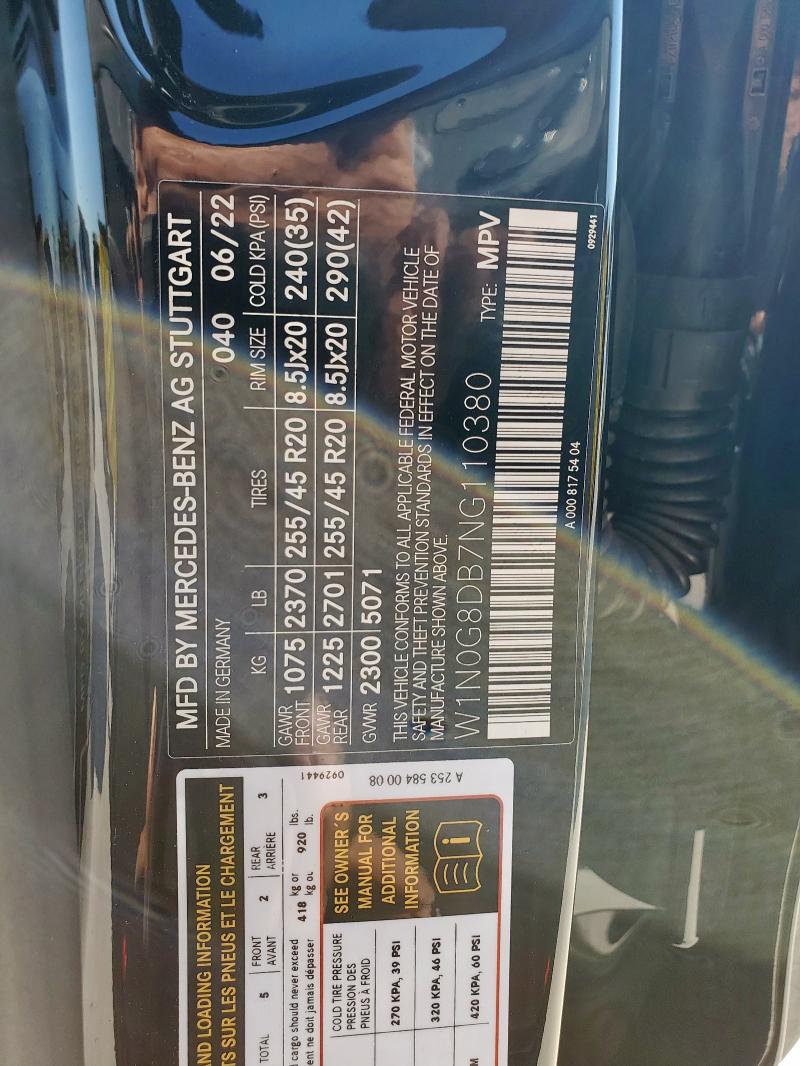 MFD BY MERCEDES-BENZ AG STUTTGART
MADE IN GERMANY 040 06/22
KG LB TIRES RIM SIZE COLD KPA (PSI)
GAWR FRONT 1075 2370 255/45 R20 8.5Jx20 240(35)
GAWR REAR 1225 2701 255/45 R20 8.5Jx20 290(42)
GVWR 2300 5071
THIS VEHICLE CONFORMS TO ALL APPLICABLE FEDERAL MOTOR VEHICLE
SAFETY AND THEFT PREVENTION STANDARDS IN EFFECT ON THE DATE OF
MANUFACTURE SHOWN ABOVE.
W1N0G8DB7NG110380 TYPE: MPV
A 000 817 54 04
0929441
AND LOADING INFORMATION
SUR LES PNEUS ET LE CHARGEMENT
TOTAL 5 FRONT AVANT 2 REAR ARRIÈRE 3
cargo should never exceed 418 kg or 920 lbs.
ne doit jamais dépasser kg ou lb.
COLD TIRE PRESSURE
PRESSION DES
PNEUS À FROID
270 KPA, 39 PSI
320 KPA, 46 PSI
420 KPA, 60 PSI
SEE OWNER'S
MANUAL FOR
ADDITIONAL
INFORMATION
0929441
A 253 584 00 08